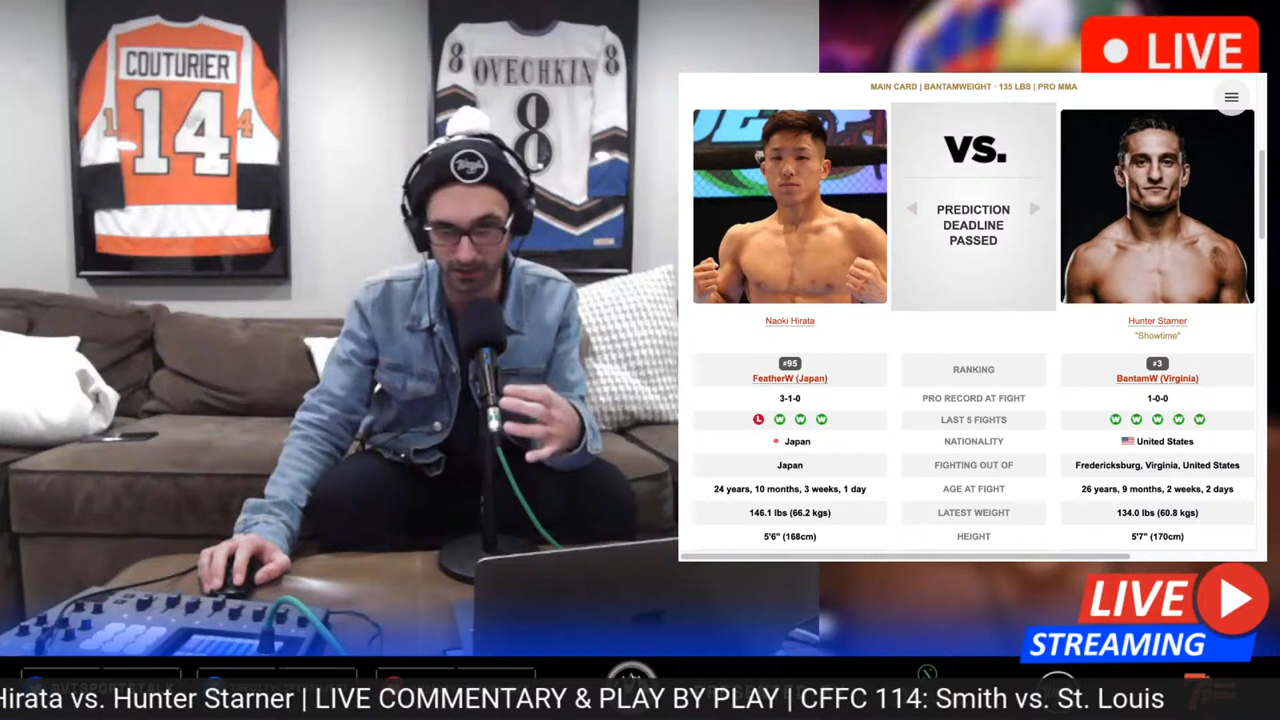 COUTURIER
14
1
4
8
8
OVECHKIN
8
LIVE
MAIN CARD | BANTAMWEIGHT · 135 LBS | PRO MMA
VS.
PREDICTION
DEADLINE
PASSED
Naoki Hirata
Hunter Starner
"Showtime"
#95
RANKING
#3
FeatherW (Japan)
BantamW (Virginia)
3-1-0
PRO RECORD AT FIGHT
1-0-0
L W W W
LAST 5 FIGHTS
W W W W W
Japan
NATIONALITY
United States
Japan
FIGHTING OUT OF
Fredericksburg, Virginia, United States
24 years, 10 months, 3 weeks, 1 day
AGE AT FIGHT
26 years, 9 months, 2 weeks, 2 days
146.1 lbs (66.2 kgs)
LATEST WEIGHT
134.0 lbs (60.8 kgs)
5'6" (168cm)
HEIGHT
5'7" (170cm)
LIVE
STREAMING
Hirata vs. Hunter Starner | LIVE COMMENTARY & PLAY BY PLAY | CFFC 114: Smith vs. St. Louis